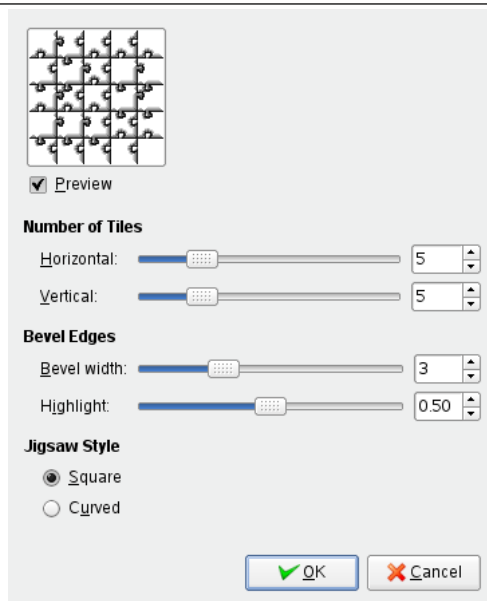 Preview
Number of Tiles
Horizontal: 5
Vertical: 5
Bevel Edges
Bevel width: 3
Highlight: 0.50
Jigsaw Style
Square
Curved
OK Cancel